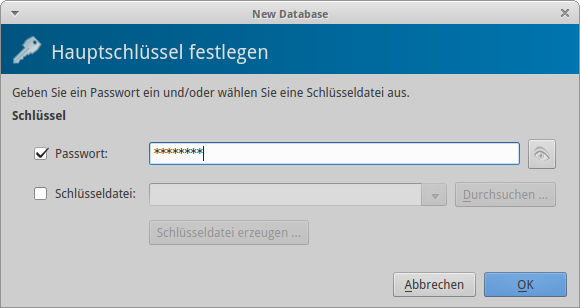 New Database
Hauptschlüssel festlegen
Geben Sie ein Passwort ein und/oder wählen Sie eine Schlüsseldatei aus.
Schlüssel
Passwort: ********
Schlüsseldatei: Durchsuchen ...
Schlüsseldatei erzeugen ...
Abbrechen OK